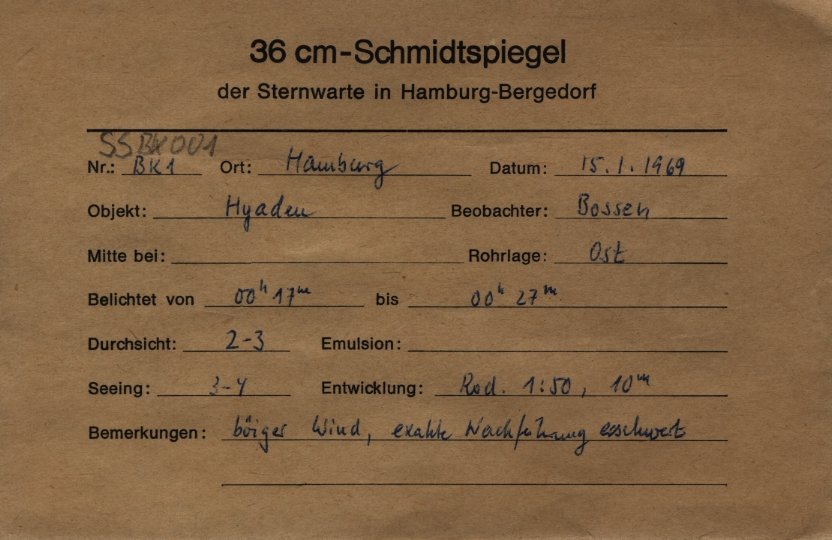 36 cm-Schmidtspiegel
der Sternwarte in Hamburg-Bergedorf
SSBK001
Nr.: BK1 Ort: Hamburg Datum: 15.1.1969
Objekt: Hyaden Beobachter: Bossen
Mitte bei: Rohrlage: Ost
Belichtet von 00h 17m bis 00h 27m
Durchsicht: 2-3 Emulsion:
Seeing: 3-4 Entwicklung: Rod. 1:50, 10m
Bemerkungen: böiger Wind, exakte Nachführung erschwert